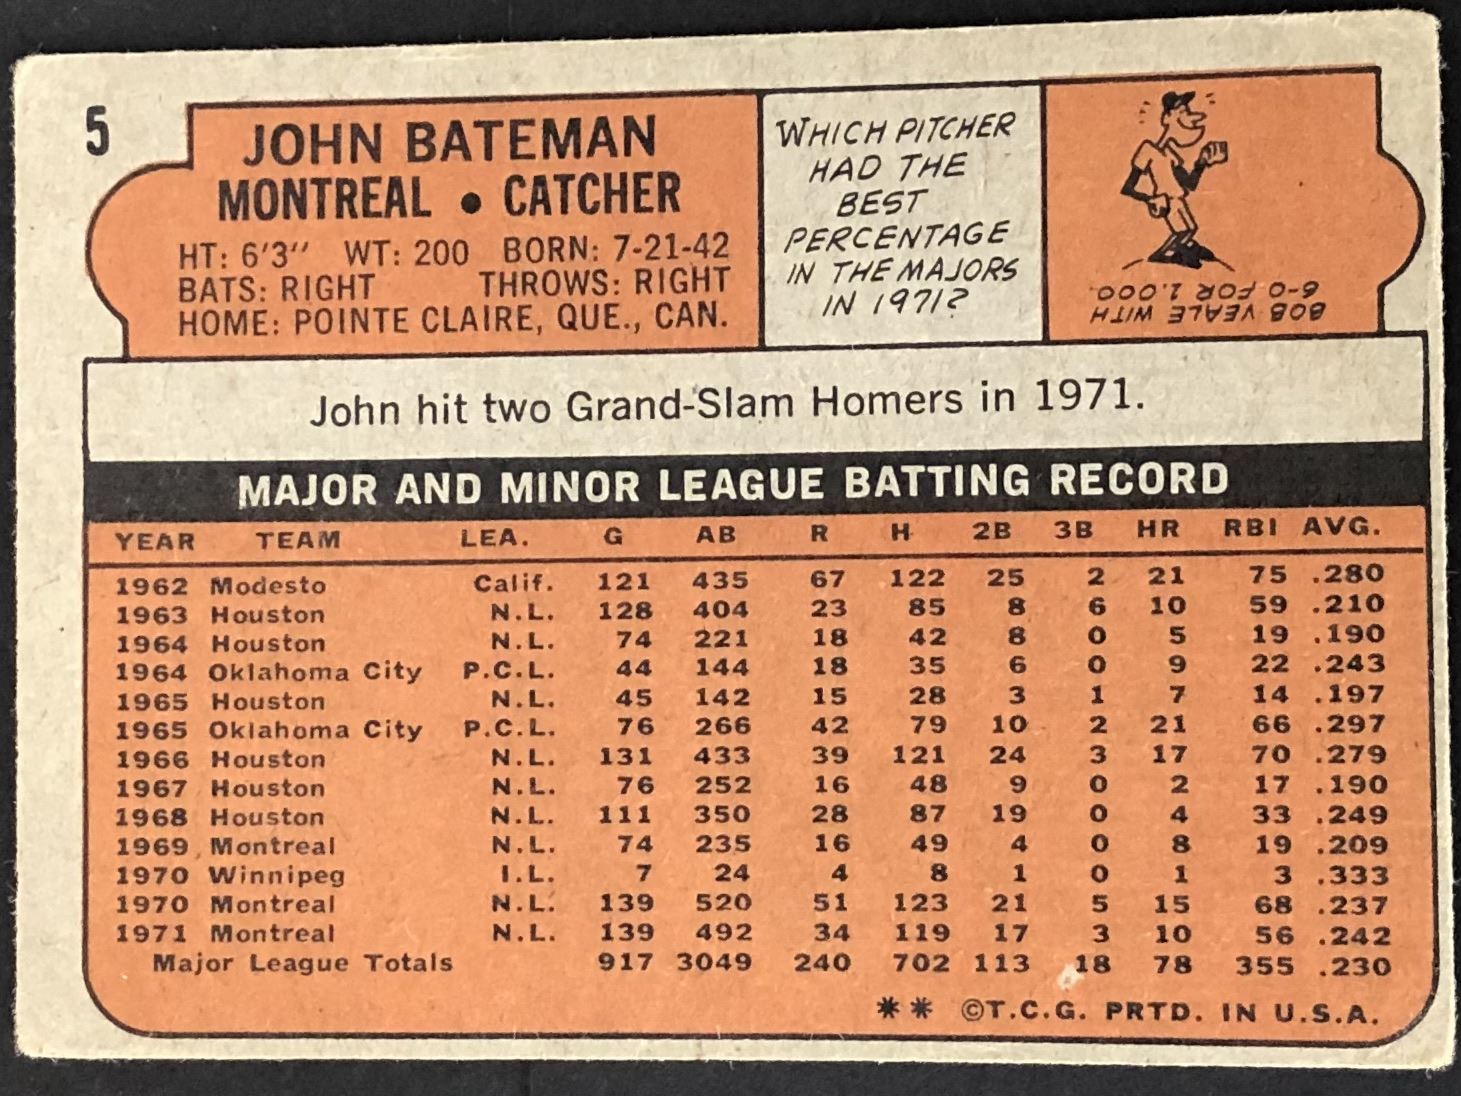 5
JOHN BATEMAN
MONTREAL • CATCHER
HT: 6'3" WT: 200 BORN: 7-21-42
BATS: RIGHT THROWS: RIGHT
HOME: POINTE CLAIRE, QUE., CAN.
WHICH PITCHER
HAD THE
BEST
PERCENTAGE
IN THE MAJORS
IN 1971?
BOB VEALE WITH
6-0 FOR 1.000.
John hit two Grand-Slam Homers in 1971.
MAJOR AND MINOR LEAGUE BATTING RECORD
YEAR TEAM LEA. G AB R H 2B 3B HR RBI AVG.
1962 Modesto Calif. 121 435 67 122 25 2 21 75 .280
1963 Houston N.L. 128 404 23 85 8 6 10 59 .210
1964 Houston N.L. 74 221 18 42 8 0 5 19 .190
1964 Oklahoma City P.C.L. 44 144 18 35 6 0 9 22 .243
1965 Houston N.L. 45 142 15 28 3 1 7 14 .197
1965 Oklahoma City P.C.L. 76 266 42 79 10 2 21 66 .297
1966 Houston N.L. 131 433 39 121 24 3 17 70 .279
1967 Houston N.L. 76 252 16 48 9 0 2 17 .190
1968 Houston N.L. 111 350 28 87 19 0 4 33 .249
1969 Montreal N.L. 74 235 16 49 4 0 8 19 .209
1970 Winnipeg I.L. 7 24 4 8 1 0 1 3 .333
1970 Montreal N.L. 139 520 51 123 21 5 15 68 .237
1971 Montreal N.L. 139 492 34 119 17 3 10 56 .242
Major League Totals 917 3049 240 702 113 18 78 355 .230
** ©T.C.G. PRTD. IN U.S.A.